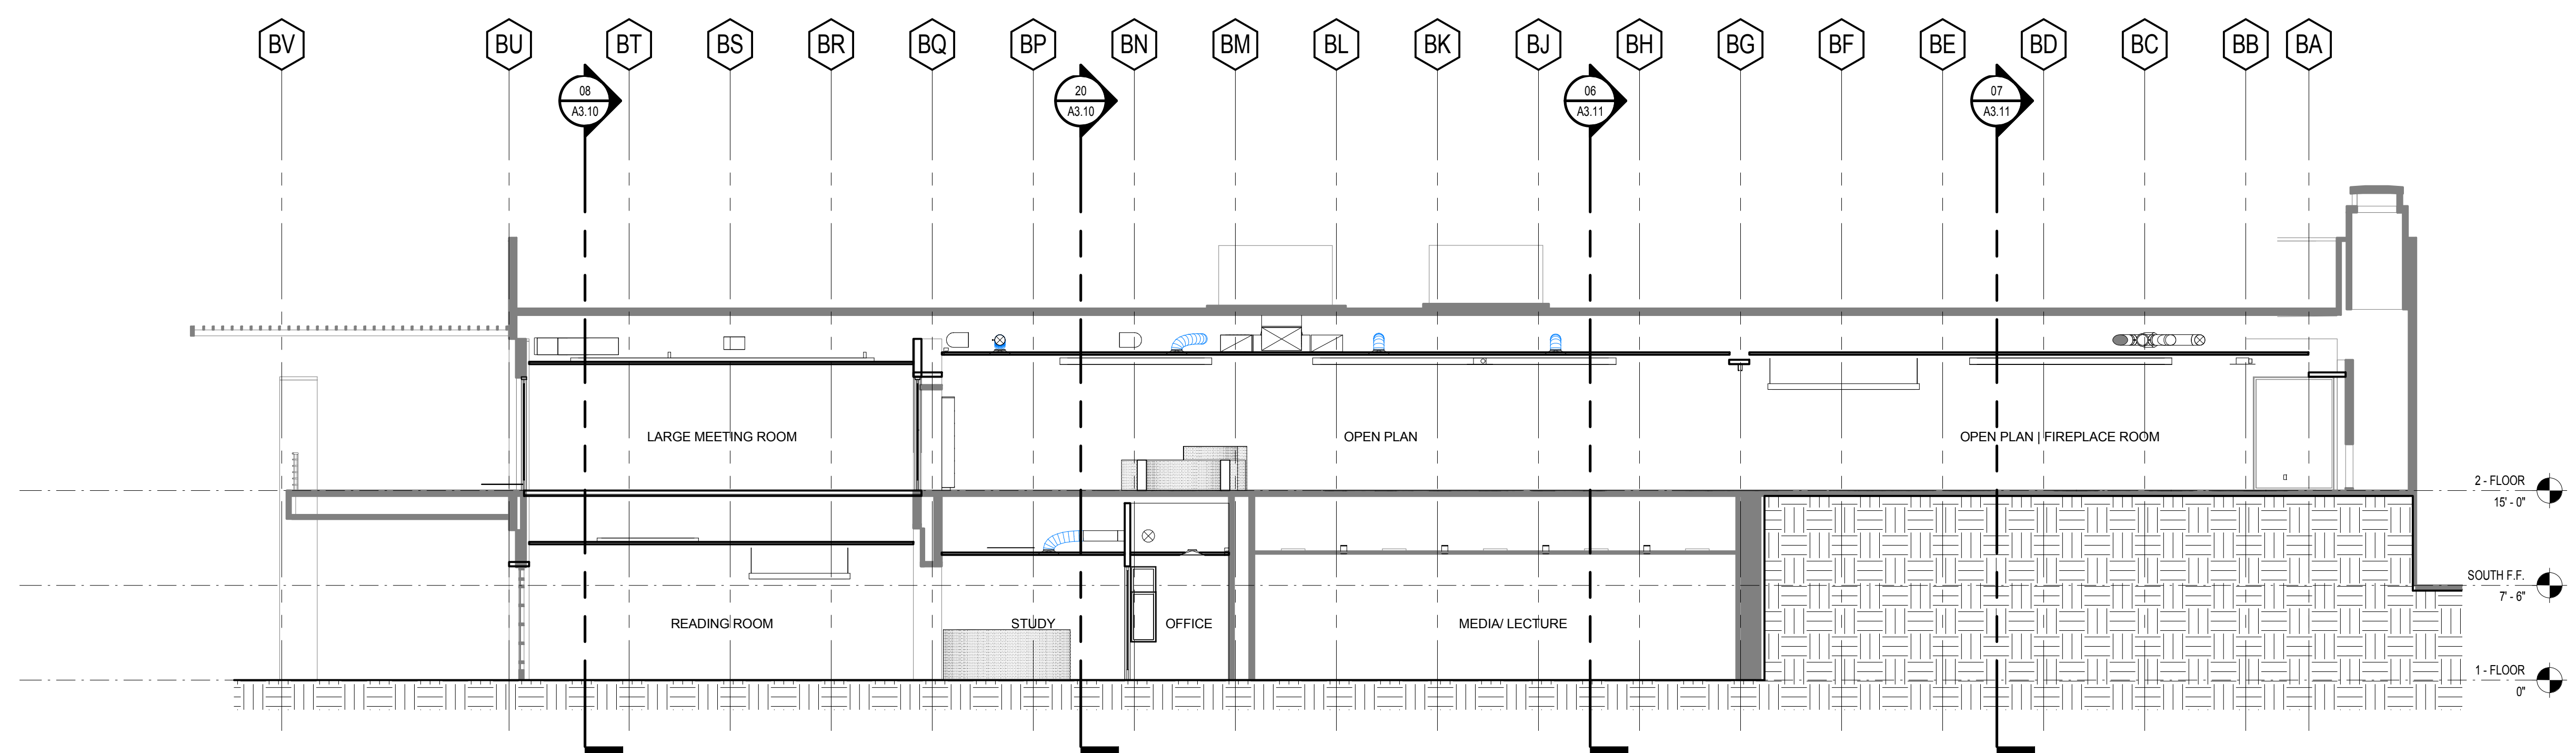 BV
BU
BT
BS
BR
BQ
BP
BN
BM
BL
BK
BJ
BH
BG
BF
BE
BD
BC
BB
BA
08
A3.10
20
A3.10
06
A3.11
07
A3.11
LARGE MEETING ROOM
OPEN PLAN
OPEN PLAN | FIREPLACE ROOM
2 - FLOOR
15' - 0"
SOUTH F.F.
7' - 6"
READING ROOM
STUDY
OFFICE
MEDIA/ LECTURE
1 - FLOOR
0"